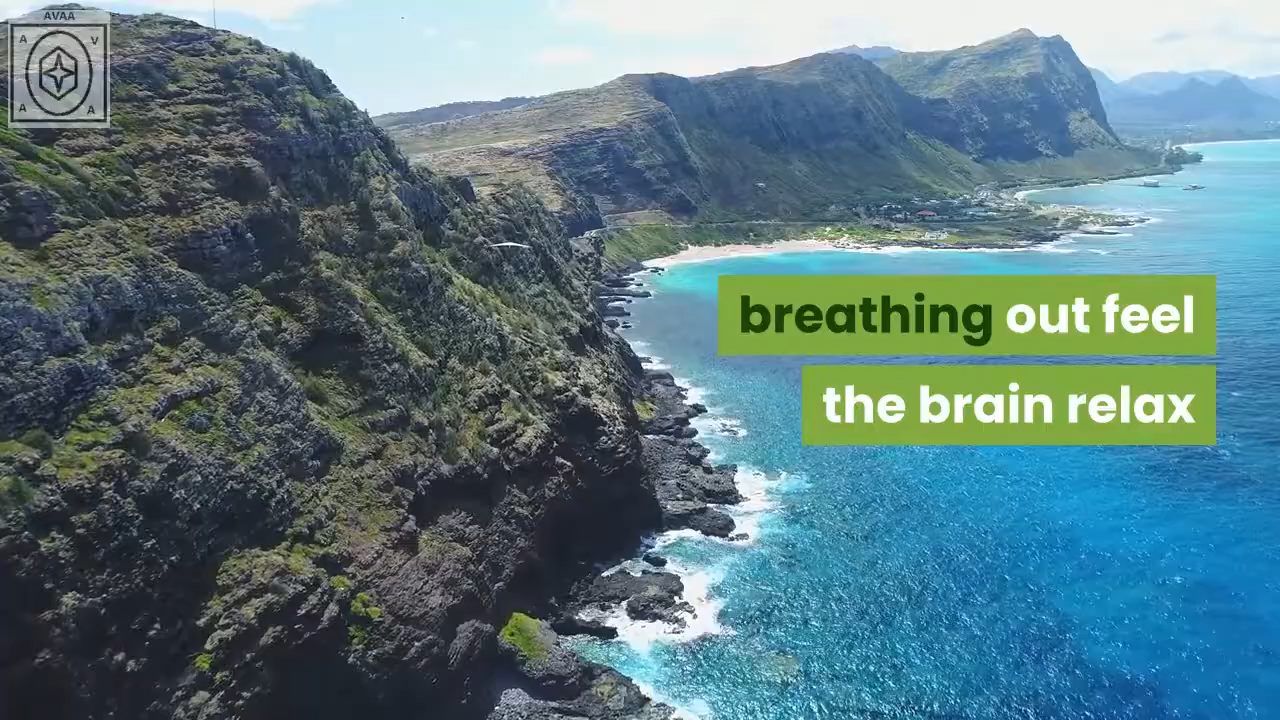 AVAA
A V
A A
breathing out feel
the brain relax